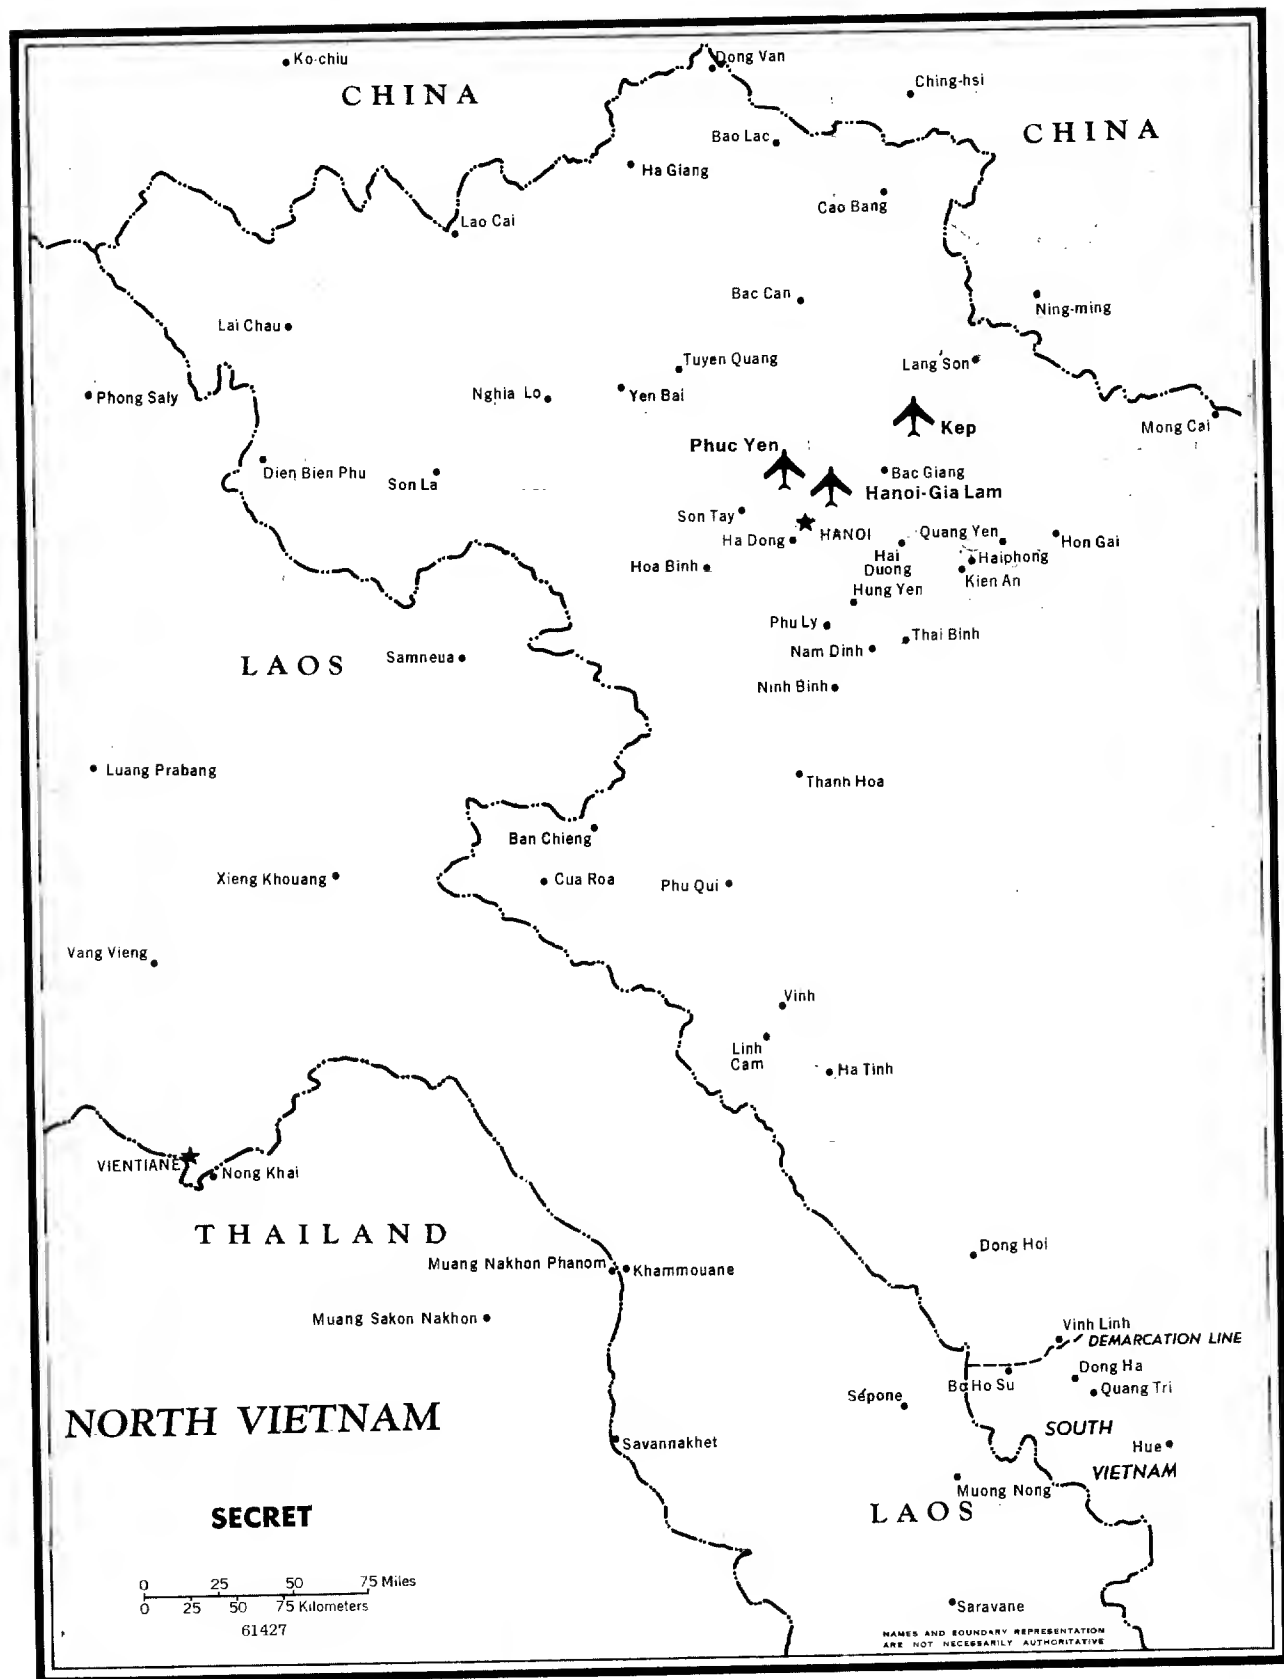 Ko-chiu
Dong Van
CHINA
Ching-hsi
CHINA
Bao Lac
Ha Giang
Cao Bang
Lao Cai
Bac Can
Ning-ming
Lai Chau
Tuyen Quang
Lang Son
Phong Saly
Nghia Lo
Yen Bai
Kep
Mong Cai
Phuc Yen
Dien Bien Phu
Son La
Bac Giang
Hanoi-Gia Lam
Son Tay
Ha Dong
HANOI
Quang Yen
Hon Gai
Hai
Duong
Haiphong
Hoa Binh
Kien An
Hung Yen
Phu Ly
Thai Binh
Nam Dinh
LAOS
Samneua
Ninh Binh
Luang Prabang
Thanh Hoa
Ban Chieng
Xieng Khouang
Cua Roa
Phu Qui
Vang Vieng
Vinh
Linh
Cam
Ha Tinh
VIENTIANE
Nong Khai
THAILAND
Dong Hoi
Muang Nakhon Phanom
Khammouane
Muang Sakon Nakhon
Vinh Linh
DEMARCATION LINE
Dong Ha
Bo Ho Su
Quang Tri
Sépone
NORTH VIETNAM
SOUTH
Savannakhet
Hue
VIETNAM
Muong Nong
LAOS
SECRET
0 25 50 75 Miles
0 25 50 75 Kilometers
61427
Saravane
NAMES AND BOUNDARY REPRESENTATION
ARE NOT NECESSARILY AUTHORITATIVE